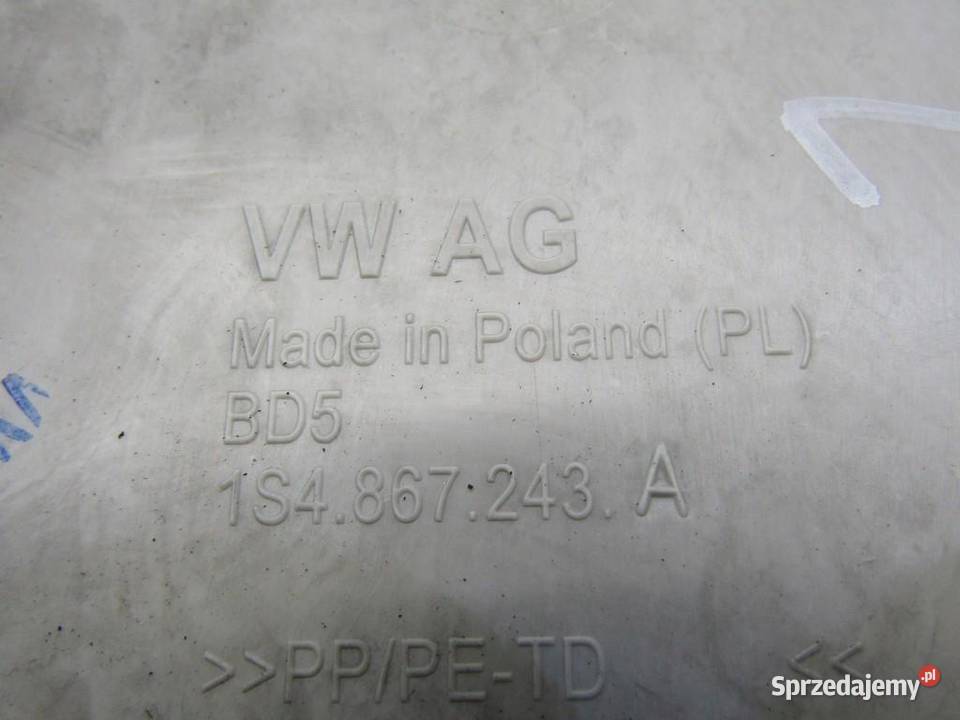 VW AG
Made in Poland (PL)
BD5
1S4.867.243. A
>>PP/PE-TD <<
Sprzedajemy.pl